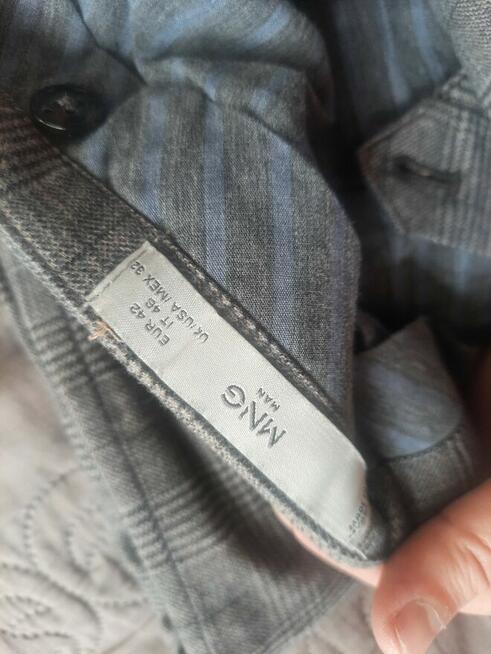 MNG
MAN
EUR 42
IT 46
UK/USA/MEX 32